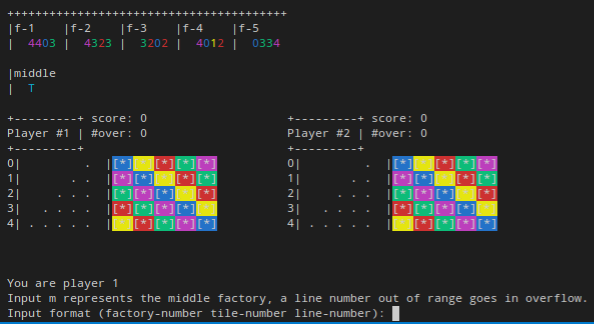 ++++++++++++++++++++++++++++++++++++++++
|f-1 |f-2 |f-3 |f-4 |f-5
| 4403 | 4323 | 3202 | 4012 | 0334
|middle
| T
+---------+ score: 0 +---------+ score: 0
Player #1 | #over: 0 Player #2 | #over: 0
+---------+ +---------+
0| . |[*][*][*][*][*] 0| . |[*][*][*][*][*]
1| . . |[*][*][*][*][*] 1| . . |[*][*][*][*][*]
2| . . . |[*][*][*][*][*] 2| . . . |[*][*][*][*][*]
3| . . . . |[*][*][*][*][*] 3| . . . . |[*][*][*][*][*]
4| . . . . . |[*][*][*][*][*] 4| . . . . . |[*][*][*][*][*]
You are player 1
Input m represents the middle factory, a line number out of range goes in overflow.
Input format (factory-number tile-number line-number):